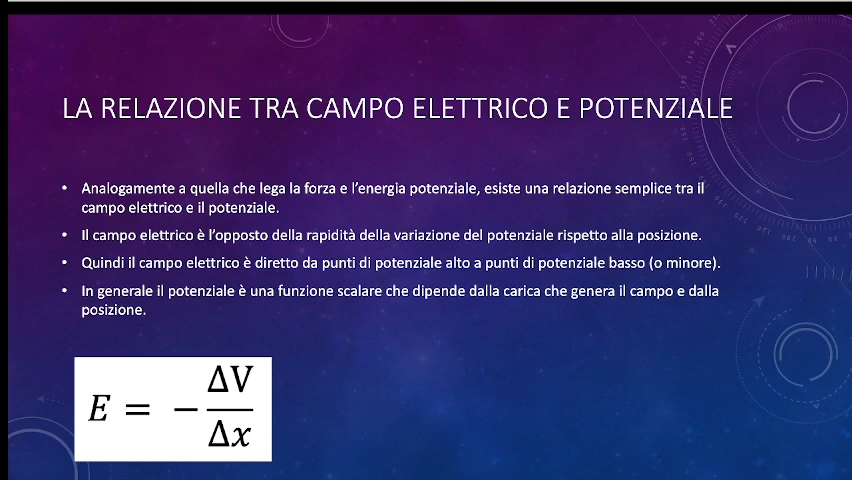 LA RELAZIONE TRA CAMPO ELETTRICO E POTENZIALE
• Analogamente a quella che lega la forza e l'energia potenziale, esiste una relazione semplice tra il
campo elettrico e il potenziale.
• Il campo elettrico è l'opposto della rapidità della variazione del potenziale rispetto alla posizione.
• Quindi il campo elettrico è diretto da punti di potenziale alto a punti di potenziale basso (o minore).
• In generale il potenziale è una funzione scalare che dipende dalla carica che genera il campo e dalla
posizione.
E = − ΔV/Δx